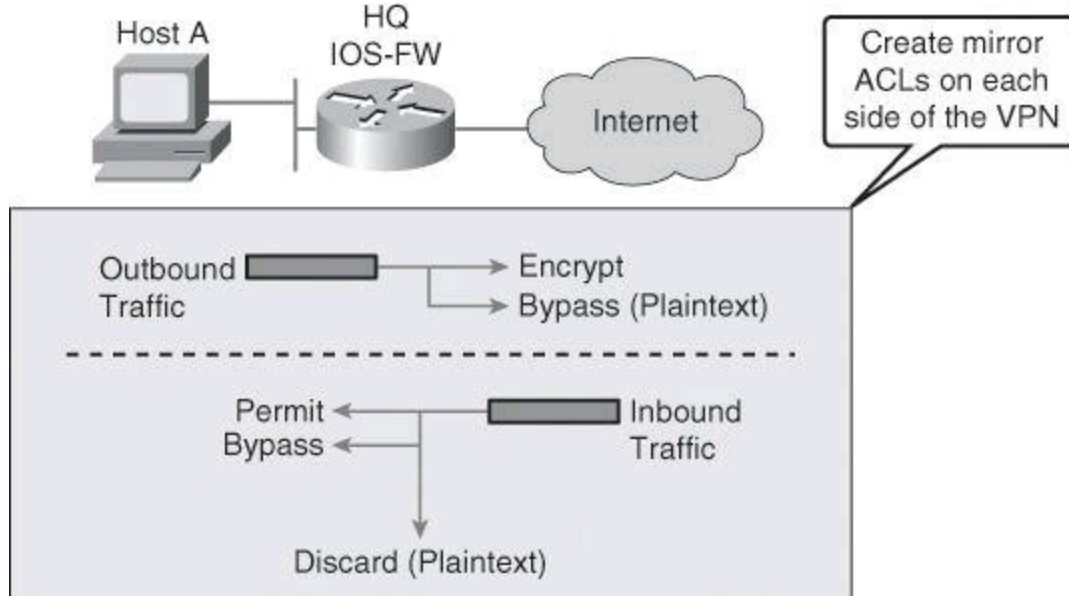 Host A
HQ
IOS-FW
Internet
Create mirror
ACLs on each
side of the VPN
Outbound
Traffic
Encrypt
Bypass (Plaintext)
Permit
Bypass
Inbound
Traffic
Discard (Plaintext)